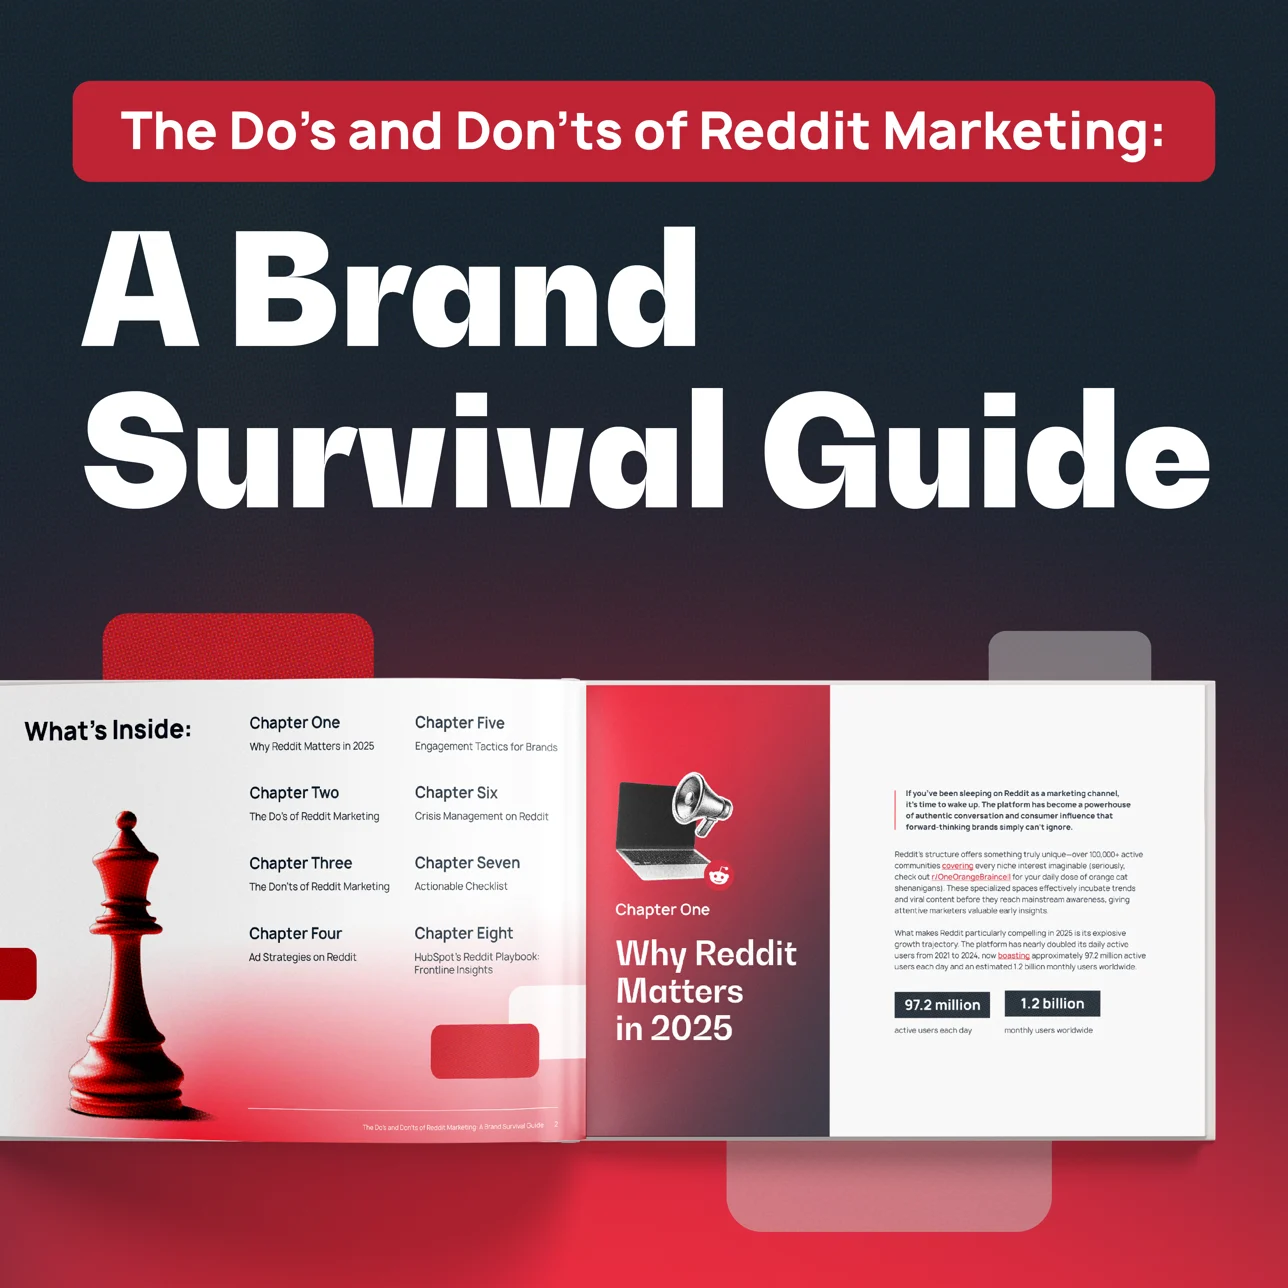 The Do’s and Don’ts of Reddit Marketing:
A Brand
Survival Guide
What’s Inside:
Chapter One
Why Reddit Matters in 2025
Chapter Two
The Do’s of Reddit Marketing
Chapter Three
The Don’ts of Reddit Marketing
Chapter Four
Ad Strategies on Reddit
Chapter Five
Engagement Tactics for Brands
Chapter Six
Crisis Management on Reddit
Chapter Seven
Actionable Checklist
Chapter Eight
HubSpot’s Reddit Playbook:
Frontline Insights
The Do’s and Don’ts of Reddit Marketing: A Brand Survival Guide 2
Chapter One
Why Reddit
Matters
in 2025
If you’ve been sleeping on Reddit as a marketing channel,
it’s time to wake up. The platform has become a powerhouse
of authentic conversation and consumer influence that
forward-thinking brands simply can’t ignore.
Reddit’s structure offers something truly unique—over 100,000+ active
communities covering every niche interest imaginable (seriously,
check out r/OneOrangeBraincell for your daily dose of orange cat
shenanigans). These specialized spaces effectively incubate trends
and viral content before they reach mainstream awareness, giving
attentive marketers valuable early insights.
What makes Reddit particularly compelling in 2025 is its explosive
growth trajectory. The platform has nearly doubled its daily active
users from 2021 to 2024, now boasting approximately 97.2 million active
users each day and an estimated 1.2 billion monthly users worldwide.
97.2 million
active users each day
1.2 billion
monthly users worldwide